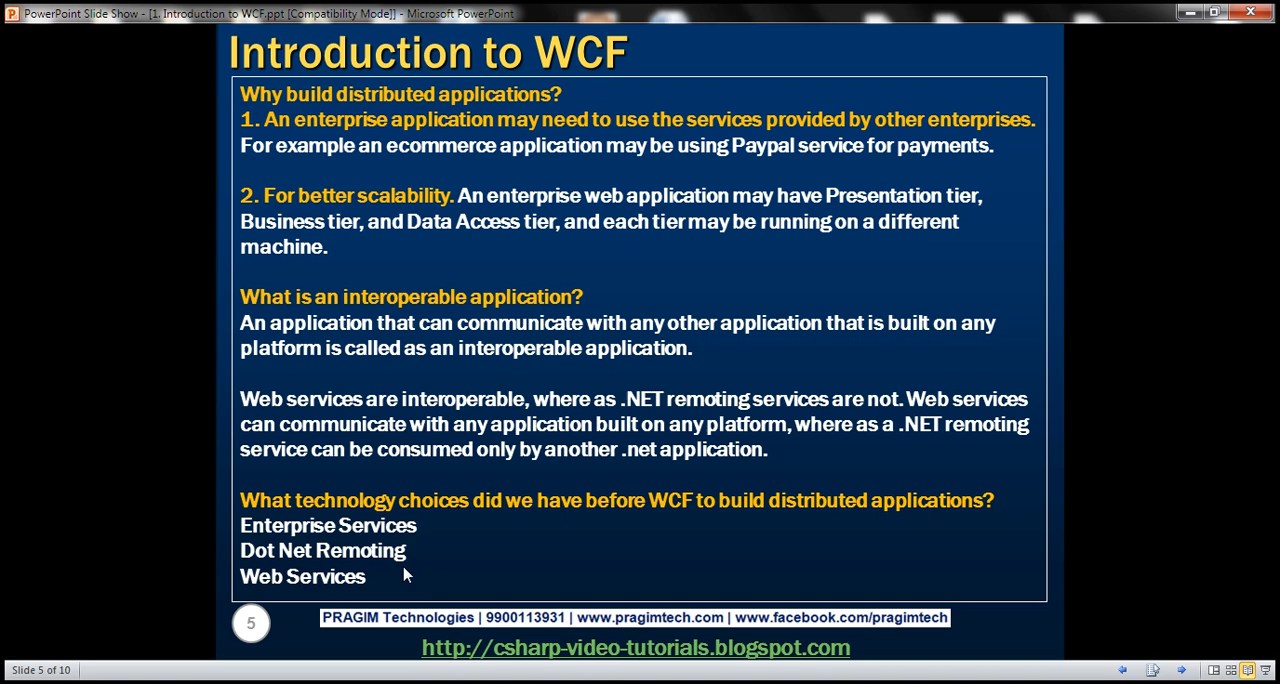 PowerPoint Slide Show - [1. Introduction to WCF.ppt [Compatibility Mode]] - Microsoft PowerPoint
Introduction to WCF
Why build distributed applications?
1. An enterprise application may need to use the services provided by other enterprises.
For example an ecommerce application may be using Paypal service for payments.
2. For better scalability. An enterprise web application may have Presentation tier,
Business tier, and Data Access tier, and each tier may be running on a different
machine.
What is an interoperable application?
An application that can communicate with any other application that is built on any
platform is called as an interoperable application.
Web services are interoperable, where as .NET remoting services are not. Web services
can communicate with any application built on any platform, where as a .NET remoting
service can be consumed only by another .net application.
What technology choices did we have before WCF to build distributed applications?
Enterprise Services
Dot Net Remoting
Web Services
5
PRAGIM Technologies | 9900113931 | www.pragimtech.com | www.facebook.com/pragimtech
http://csharp-video-tutorials.blogspot.com
Slide 5 of 10